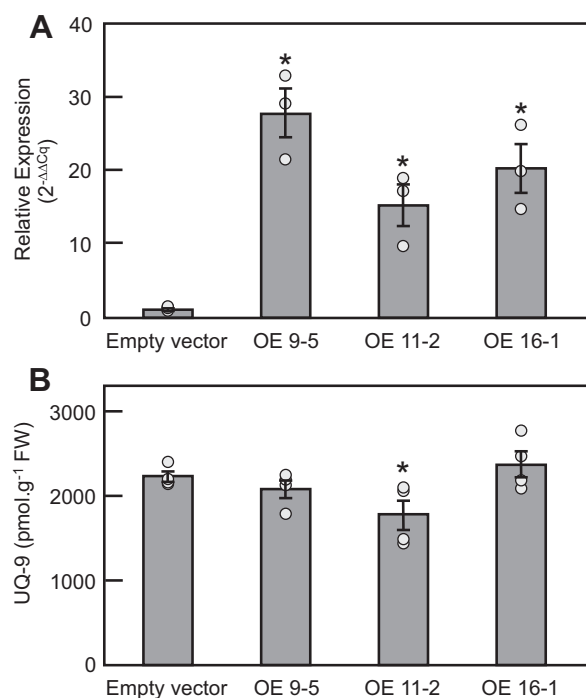 A
40
30
20
10
0
Relative Expression
(2-ΔΔCq)
*
*
*
Empty vector OE 9-5 OE 11-2 OE 16-1
B
3000
2000
1000
0
UQ-9 (pmol.g⁻¹ FW)
*
Empty vector OE 9-5 OE 11-2 OE 16-1